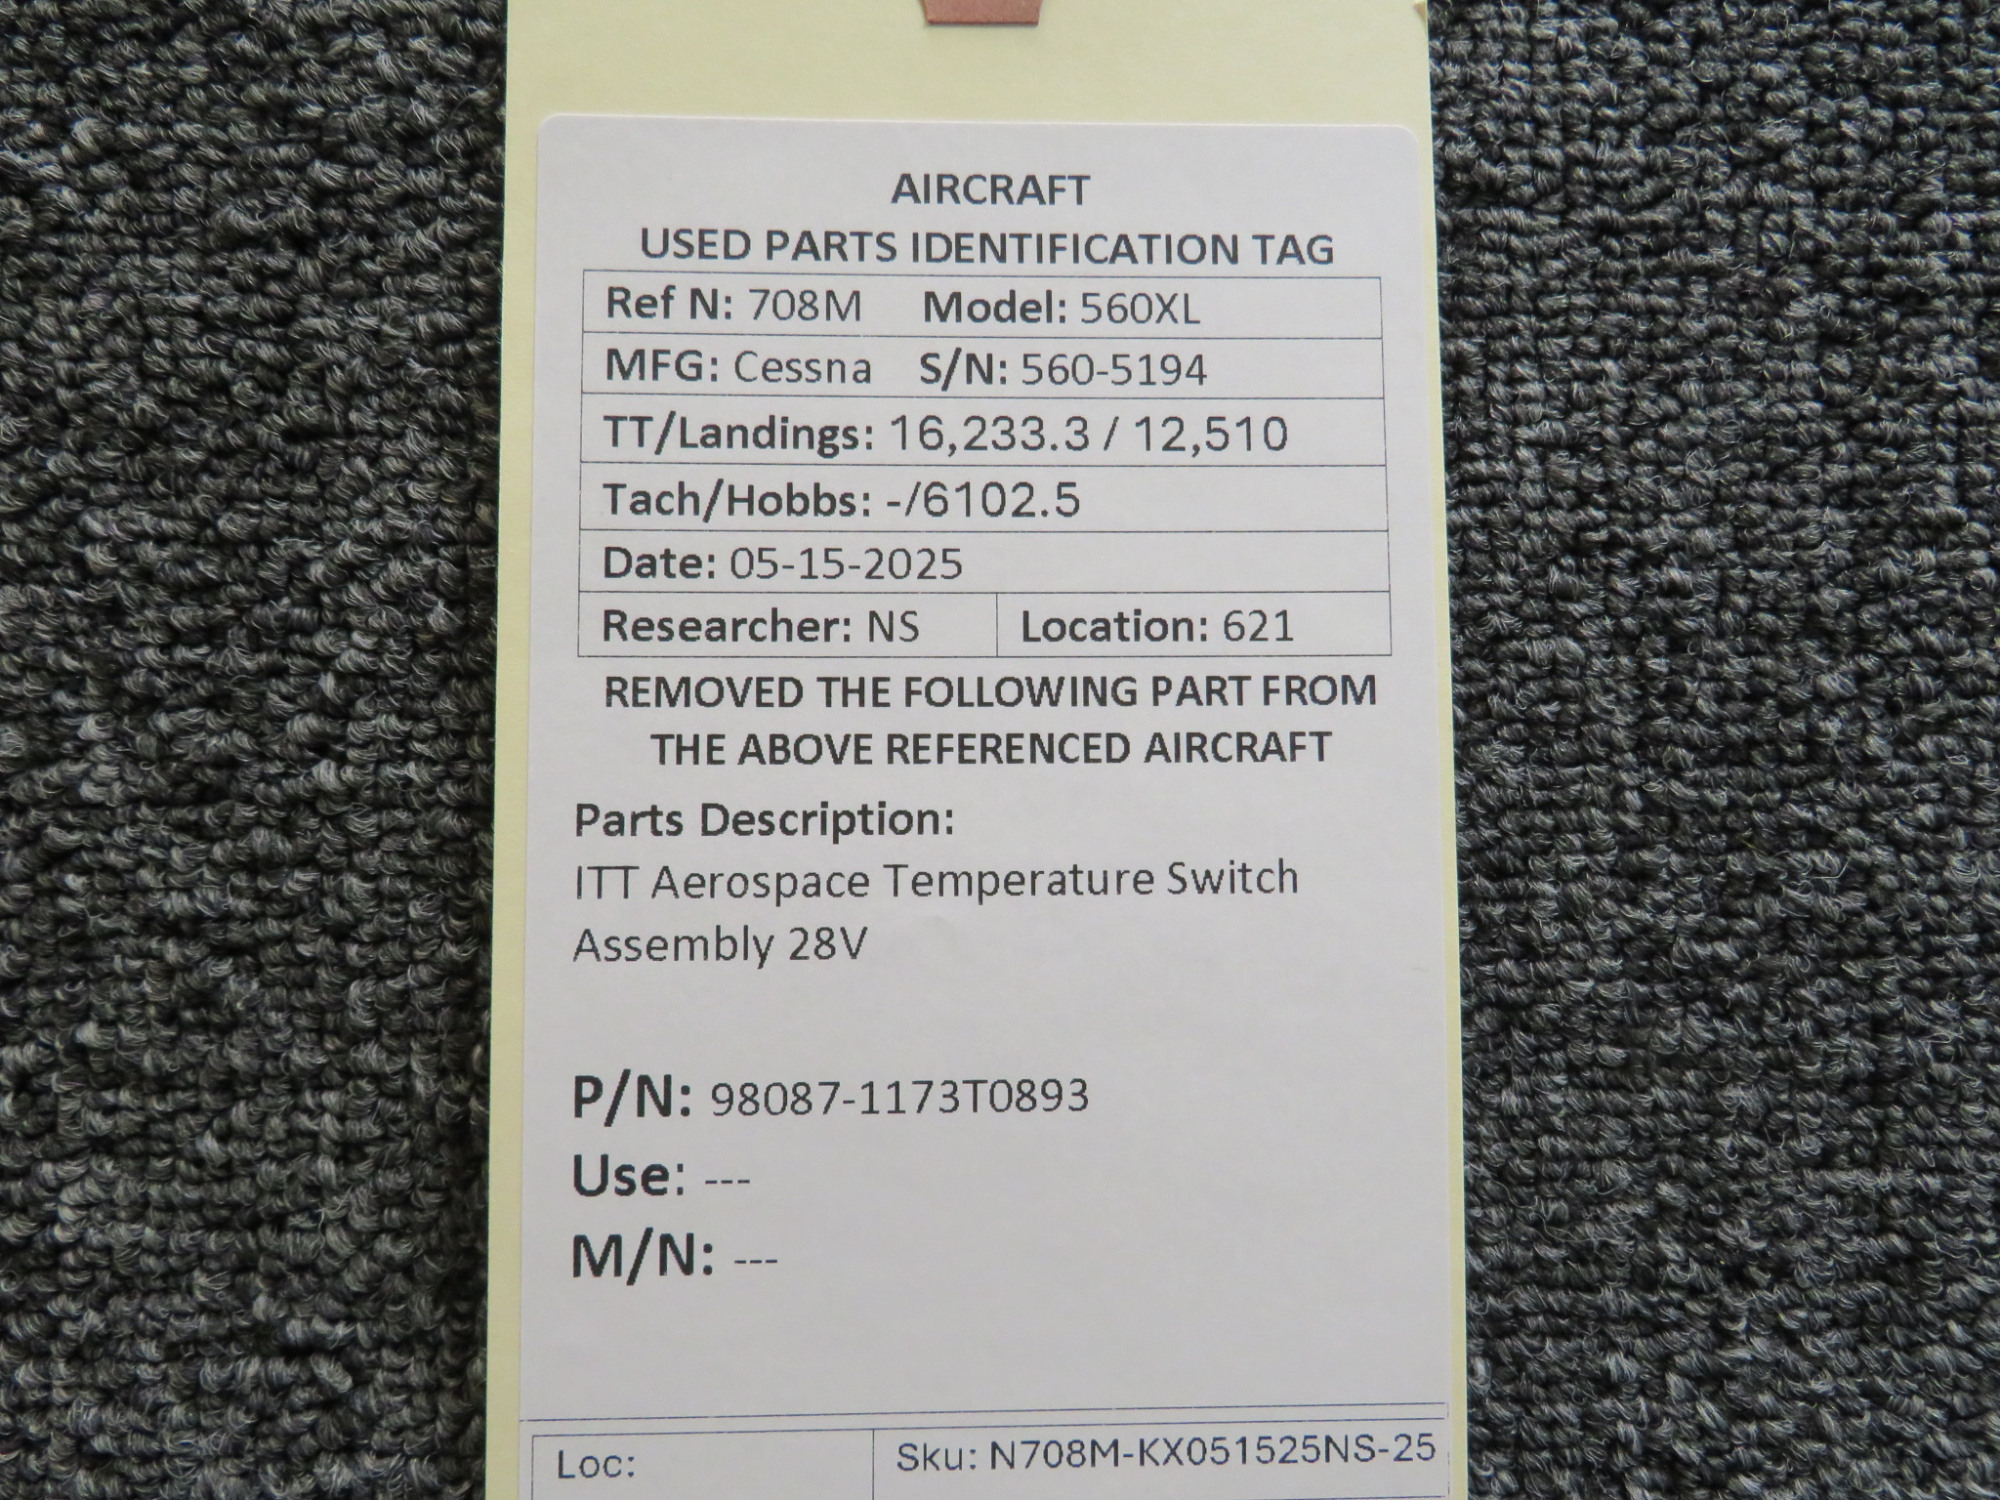 AIRCRAFT
USED PARTS IDENTIFICATION TAG
Ref N: 708M Model: 560XL
MFG: Cessna S/N: 560-5194
TT/Landings: 16,233.3 / 12,510
Tach/Hobbs: -/6102.5
Date: 05-15-2025
Researcher: NS Location: 621
REMOVED THE FOLLOWING PART FROM
THE ABOVE REFERENCED AIRCRAFT
Parts Description:
ITT Aerospace Temperature Switch
Assembly 28V
P/N: 98087-1173T0893
Use: ---
M/N: ---
Loc: Sku: N708M-KX051525NS-25